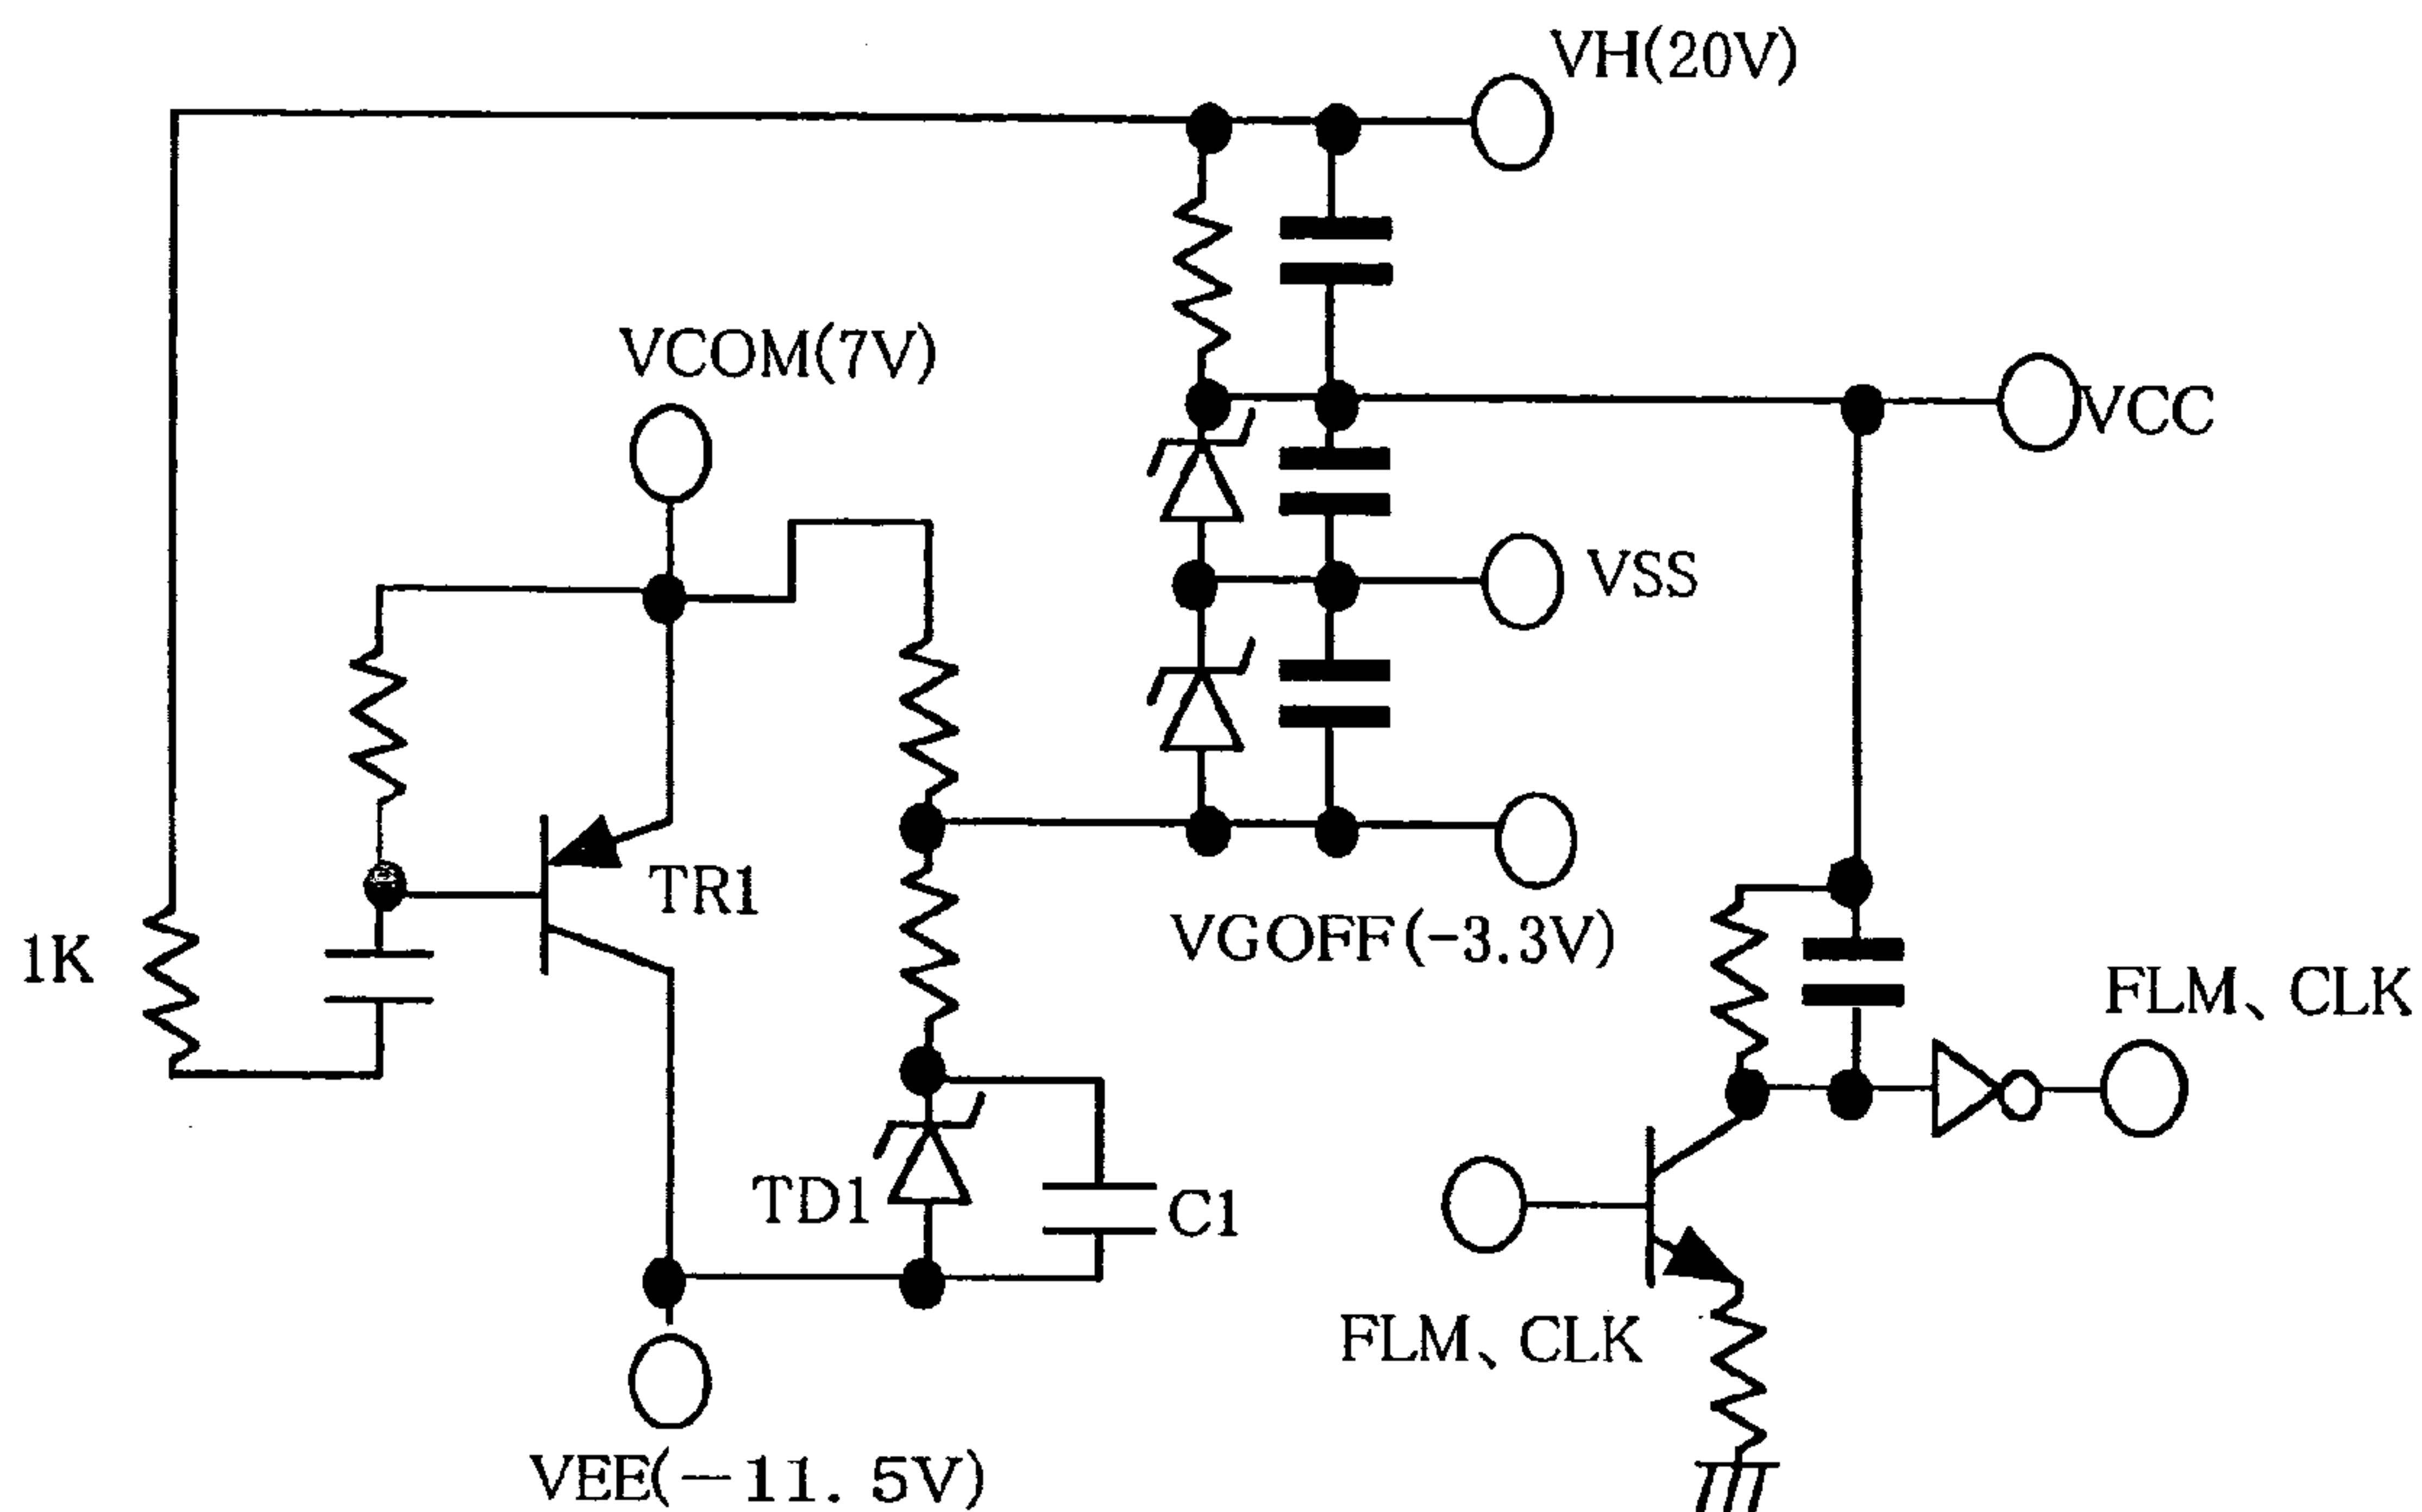 VH(20V)
VCOM(7V)
VCC
VSS
TR1
VGOFF(-3.3V)
1K
FLM、CLK
TD1
C1
FLM、CLK
VEE(-11. 5V)